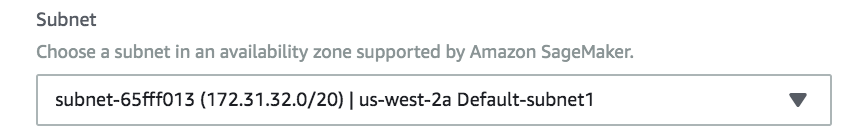 Subnet
Choose a subnet in an availability zone supported by Amazon SageMaker.
subnet-65fff013 (172.31.32.0/20) | us-west-2a Default-subnet1